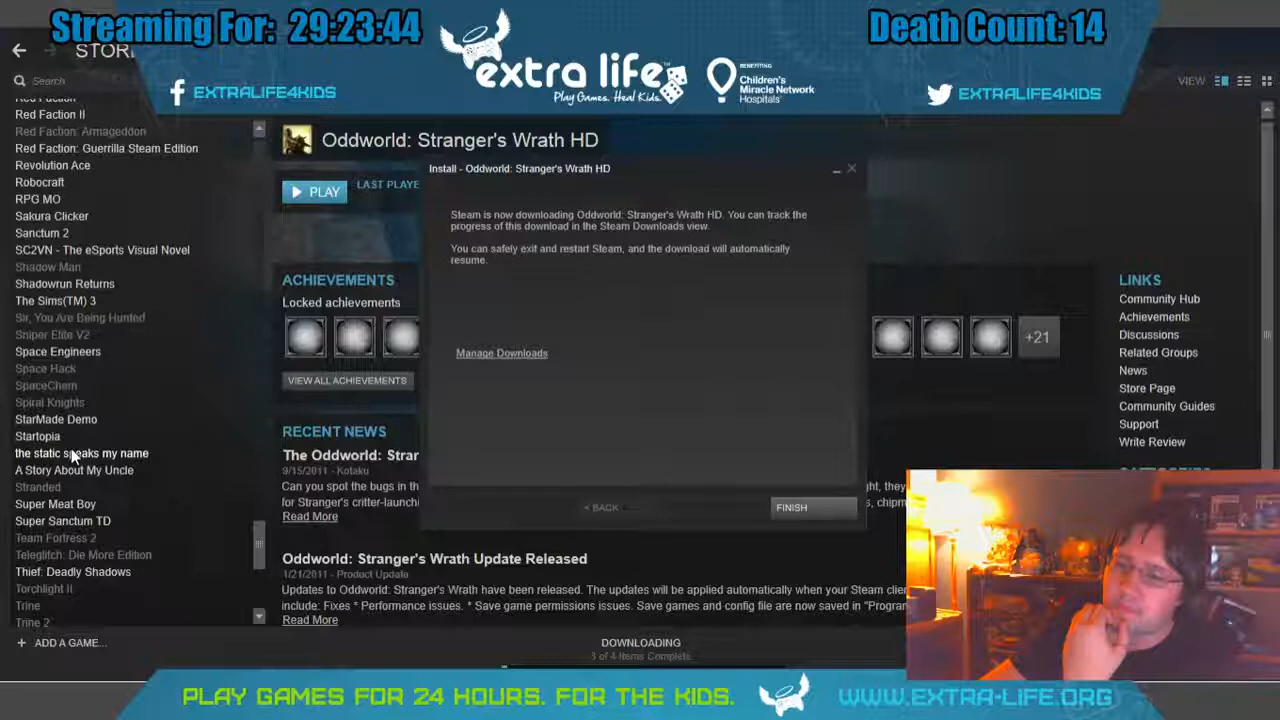 Streaming For: 29:23:44
Death Count: 14
extra life
Play Games. Heal Kids.
BENEFITING
Children's
Miracle Network
Hospitals
EXTRALIFE4KIDS
EXTRALIFE4KIDS
Search
VIEW
Red Faction
Red Faction II
Red Faction: Armageddon
Red Faction: Guerrilla Steam Edition
Revolution Ace
Robocraft
RPG MO
Sakura Clicker
Sanctum 2
SC2VN - The eSports Visual Novel
Shadow Man
Shadowrun Returns
The Sims(TM) 3
Sir, You Are Being Hunted
Sniper Elite V2
Space Engineers
Space Hack
SpaceChem
Spiral Knights
StarMade Demo
Startopia
the static speaks my name
A Story About My Uncle
Stranded
Super Meat Boy
Super Sanctum TD
Team Fortress 2
Teleglitch: Die More Edition
Thief: Deadly Shadows
Torchlight II
Trine
Trine 2
+ ADD A GAME...
Oddworld: Stranger's Wrath HD
PLAY
LAST PLAYE
Install - Oddworld: Stranger's Wrath HD
Steam is now downloading Oddworld: Stranger's Wrath HD. You can track the
progress of this download in the Steam Downloads view.
You can safely exit and restart Steam, and the download will automatically
resume.
Manage Downloads
< BACK
FINISH
ACHIEVEMENTS
Locked achievements
+21
VIEW ALL ACHIEVEMENTS
RECENT NEWS
The Oddworld: Stran
9/15/2011 - Kotaku
Can you spot the bugs in th
ht, they
for Stranger's critter-launchi
s, chipm
Read More
Oddworld: Stranger's Wrath Update Released
1/21/2011 - Product Update
Updates to Oddworld: Stranger's Wrath have been released. The updates will be applied automatically when your Steam clien
include: Fixes * Performance issues. * Save game permissions issues. Save games and config file are now saved in "Program
Read More
LINKS
Community Hub
Achievements
Discussions
Related Groups
News
Store Page
Community Guides
Support
Write Review
DOWNLOADING
3 of 4 Items Complete
PLAY GAMES FOR 24 HOURS. FOR THE KIDS.
WWW.EXTRA-LIFE.ORG